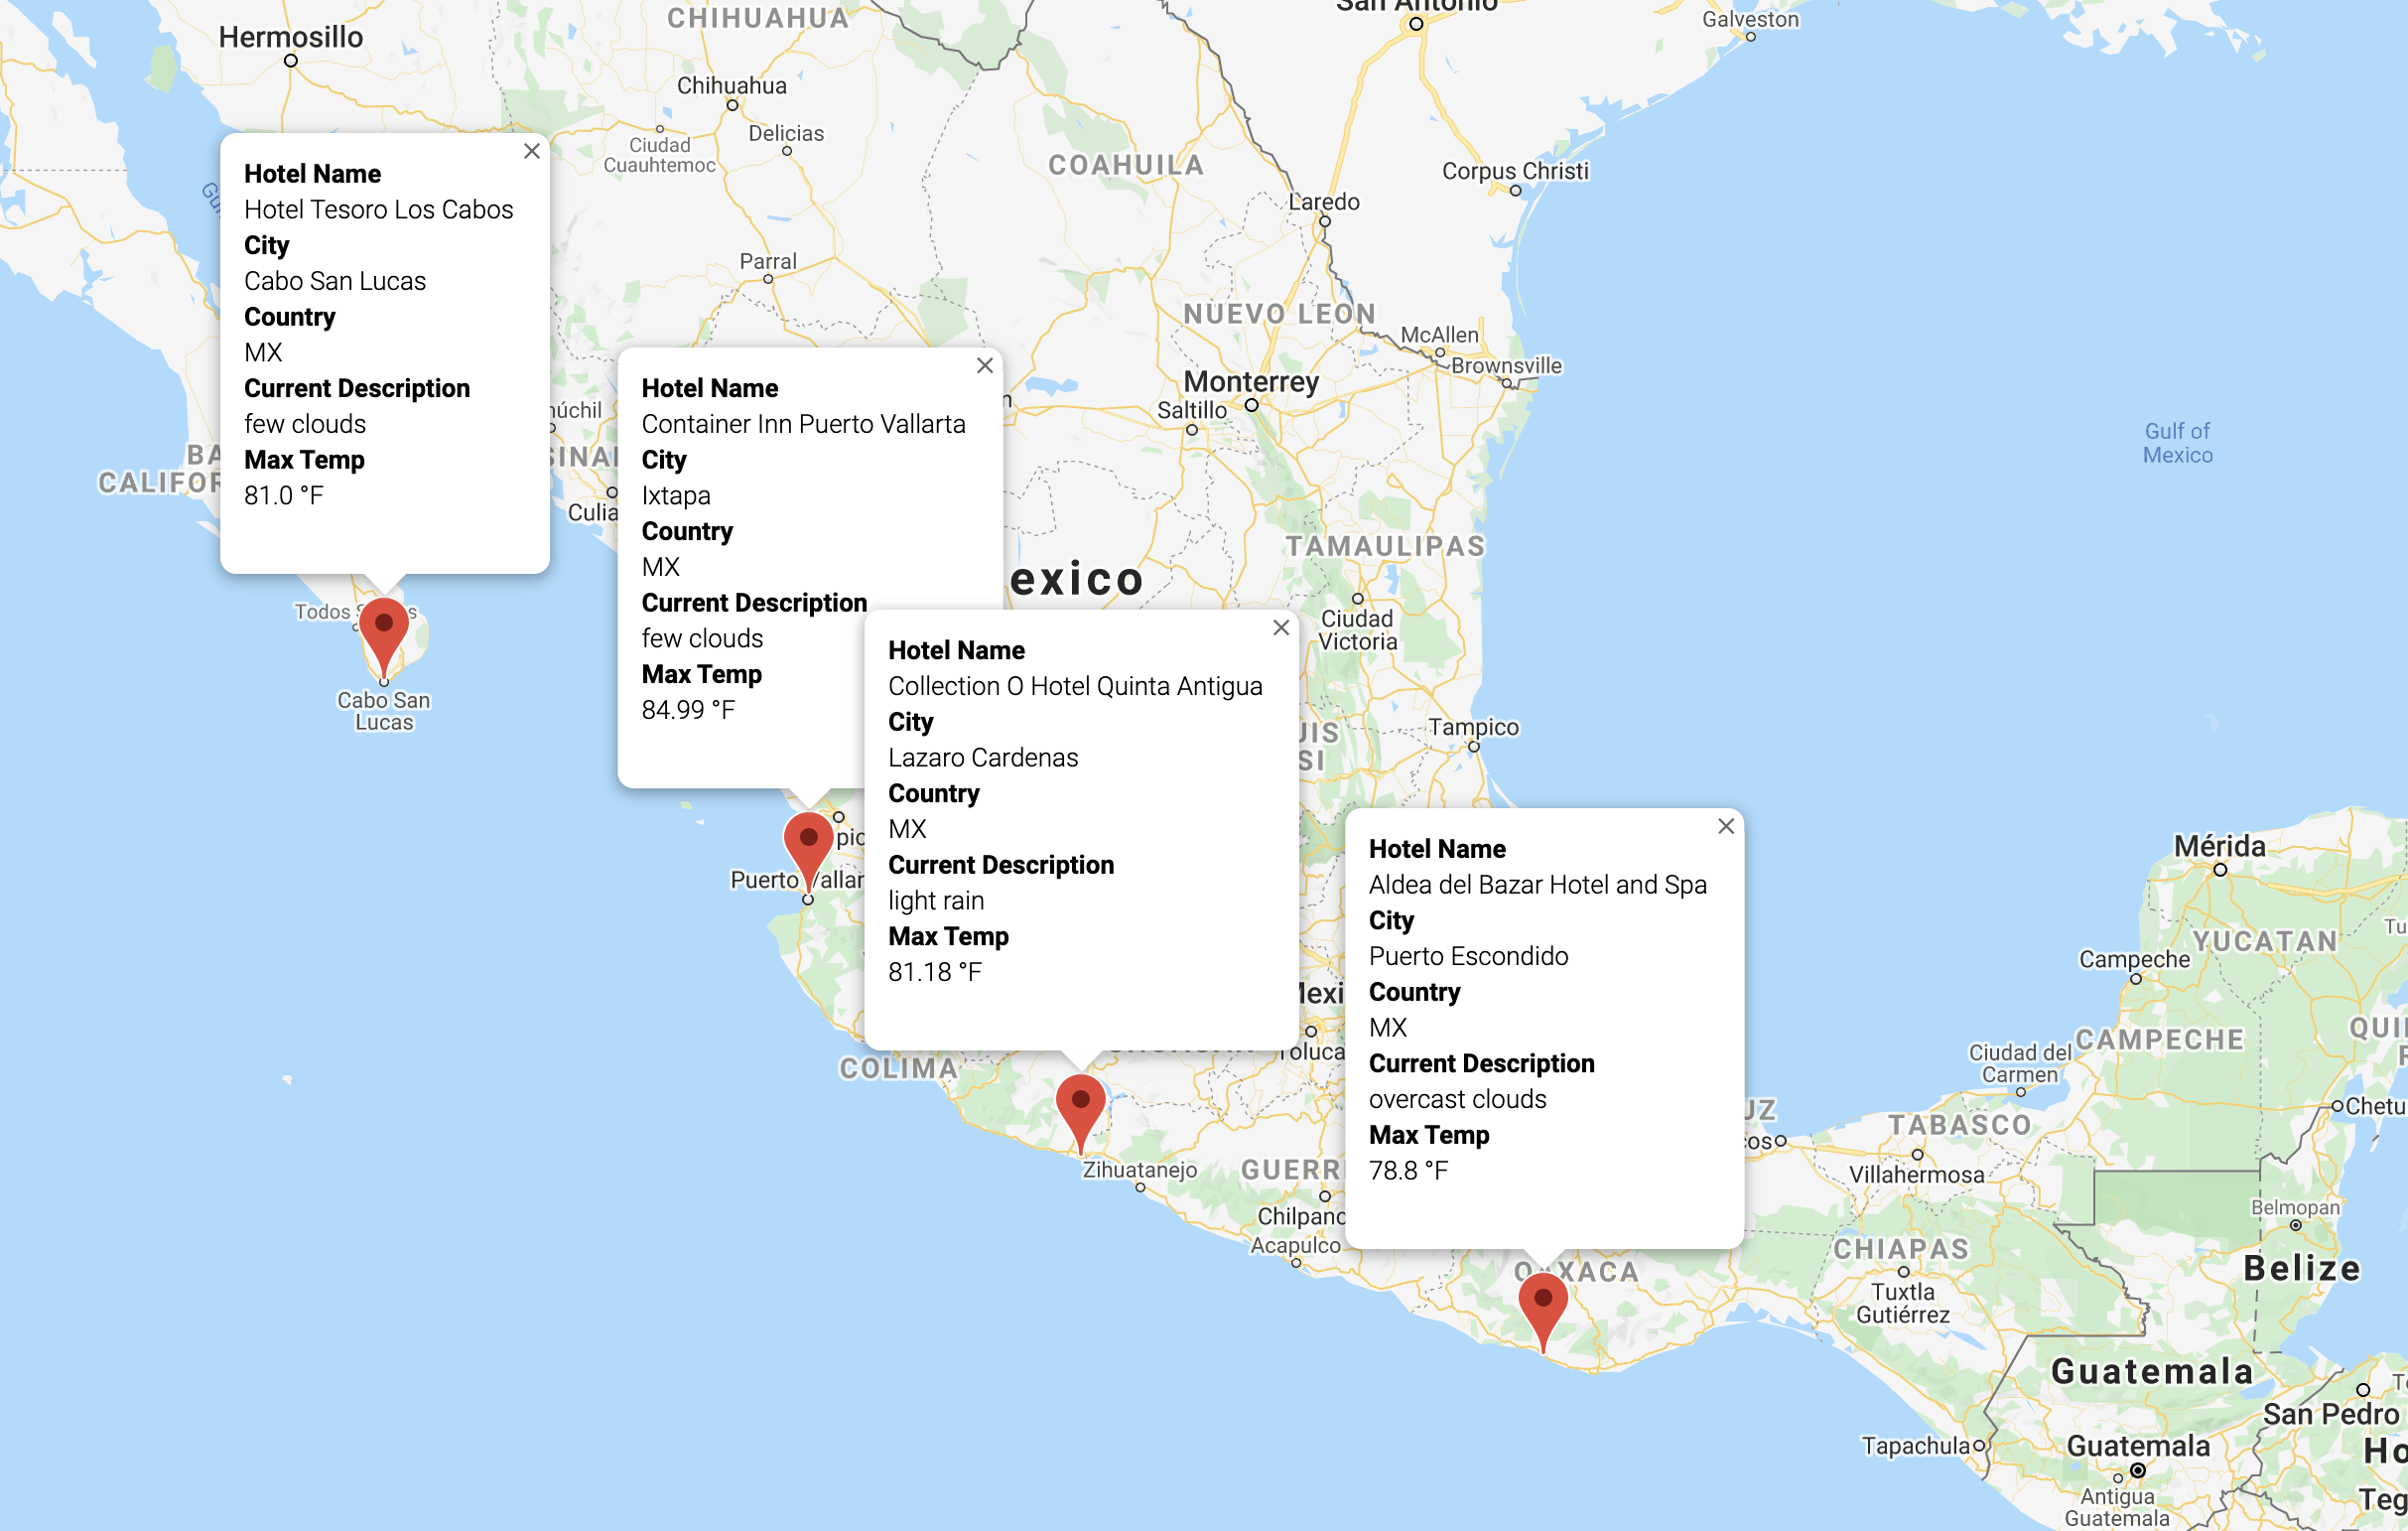 San Antonio
CHIHUAHUA
Galveston
Hermosillo
Chihuahua
Delicias
Ciudad
Cuauhtemoc
COAHUILA
Corpus Christi
Laredo
Parral
NUEVO LEON
McAllen
Brownsville
Monterrey
Saltillo
Gulf of
Mexico
TAMAULIPAS
Ciudad
Victoria
Tampico
Hotel Name
Hotel Tesoro Los Cabos
City
Cabo San Lucas
Country
MX
Current Description
few clouds
Max Temp
81.0 °F
Cabo San
Lucas
Hotel Name
Container Inn Puerto Vallarta
City
Ixtapa
Country
MX
Current Description
few clouds
Max Temp
84.99 °F
Hotel Name
Collection O Hotel Quinta Antigua
City
Lazaro Cardenas
Country
MX
Current Description
light rain
Max Temp
81.18 °F
Hotel Name
Aldea del Bazar Hotel and Spa
City
Puerto Escondido
Country
MX
Current Description
overcast clouds
Max Temp
78.8 °F
exico
Puerto
Toluca
COLIMA
Zihuatanejo
Acapulco
OAXACA
Mérida
YUCATAN
Campeche
CAMPECHE
Ciudad del
Carmen
TABASCO
Villahermosa
CHIAPAS
Tuxtla
Gutiérrez
Belmopan
Belize
Guatemala
San Pedro
Tapachula
Guatemala
Antigua
Guatemala